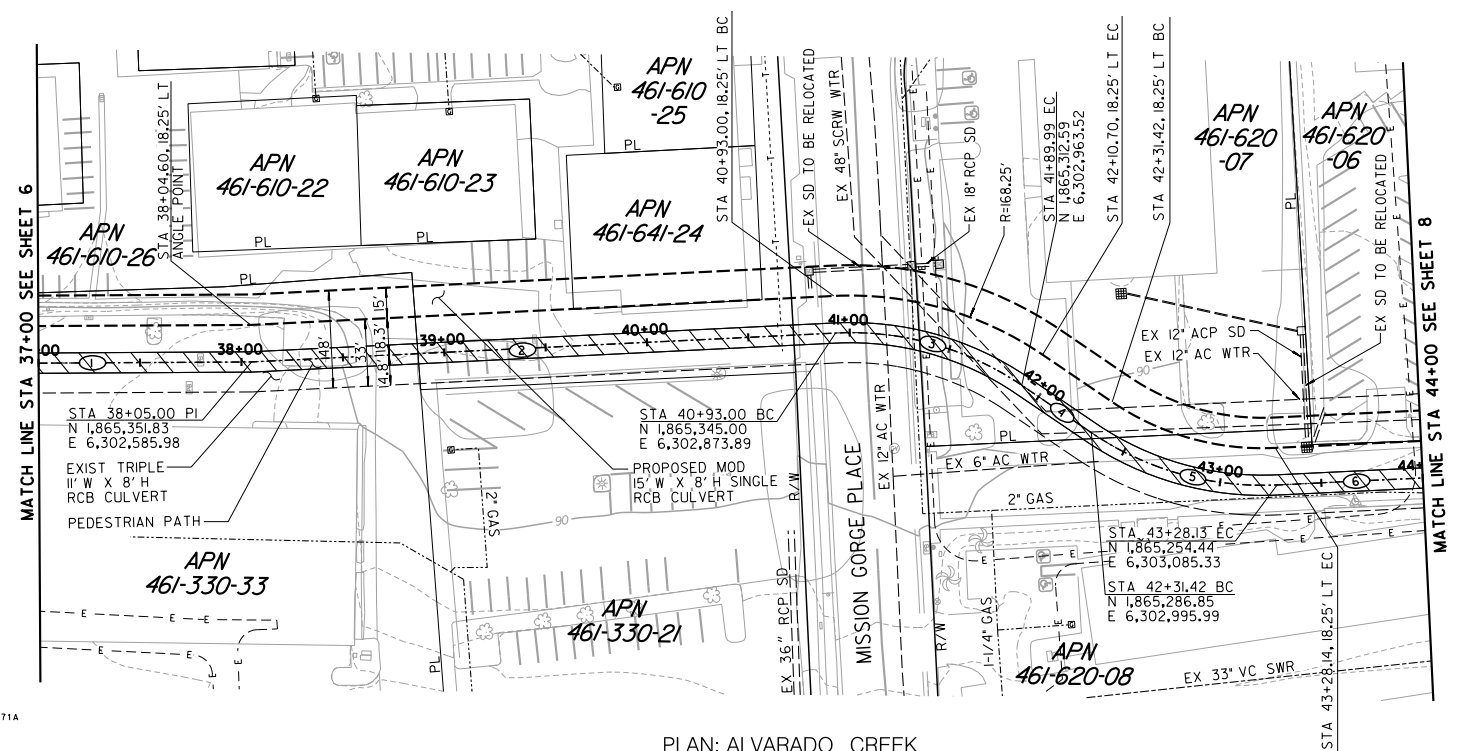 MATCH LINE STA 37+00 SEE SHEET 6
APN
461-610-26
STA 38+04.60, 18.25' LT
ANGLE POINT
APN
461-610-22
PL
APN
461-610-23
PL
PL
APN
461-610
-25
PL
APN
461-641-24
STA 40+93.00, 18.25' LT BC
EX SD TO BE RELOCATED
EX 48" SCRW WTR
EX 18" RCP SD
R=168.25'
STA 41+89.99 EC
N 1,865,312.59
E 6,302,963.52
STA 42+10.70, 18.25' LT EC
STA 42+31.42, 18.25' LT BC
APN
461-620
-07
PL
APN
461-620
-06
EX SD TO BE RELOCATED
MATCH LINE STA 44+00 SEE SHEET 8
EX 12" ACP SD
EX 12" AC WTR
90
00
1
38+00
48'
33'
4.8'
18.3'
15'
39+00
2
40+00
41+00
3
42+00
4
5
43+00
6
44+
STA 38+05.00 PI
N 1,865,351.83
E 6,302,585.98
EXIST TRIPLE
11' W X 8' H
RCB CULVERT
PEDESTRIAN PATH
STA 40+93.00 BC
N 1,865,345.00
E 6,302,873.89
PROPOSED MOD
15' W X 8' H SINGLE
RCB CULVERT
2" GAS
90
R/W
MISSION GORGE PLACE
EX 12" AC WTR
PL
EX 6" AC WTR
2" GAS
E
E
E
STA 43+28.13 EC
N 1,865,254.44
E 6,303,085.33
STA 42+31.42 BC
N 1,865,286.85
E 6,302,995.99
STA 43+28.14, 18.25' LT EC
APN
461-330-33
E
E
E
E
E
PL
APN
461-330-21
EX 36" RCP SD
R/W
1-1/4" GAS
APN
461-620-08
EX 33" VC SWR
71A
PLAN: ALVARADO CREEK